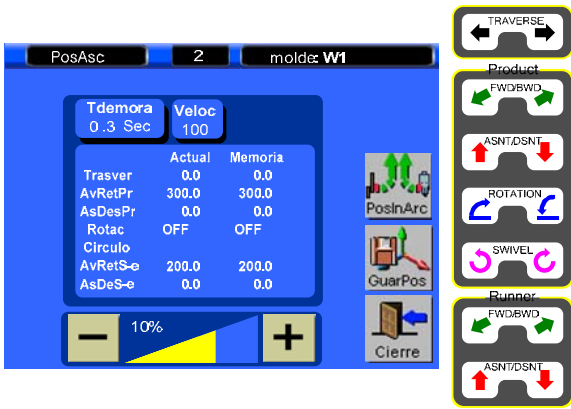 PosAsc 2 molde: W1
Tdemora
0.3 Sec
Veloc
100
Actual Memoria
Trasver 0.0 0.0
AvRetPr 300.0 300.0
AsDesPr 0.0 0.0
Rotac OFF OFF
Circulo
AvRetS-e 200.0 200.0
AsDeS-e 0.0 0.0
PosInArc
GuarPos
Cierre
10%
TRAVERSE
Product
FWD/BWD
ASNT/DSNT
ROTATION
SWIVEL
Runner
FWD/BWD
ASNT/DSNT